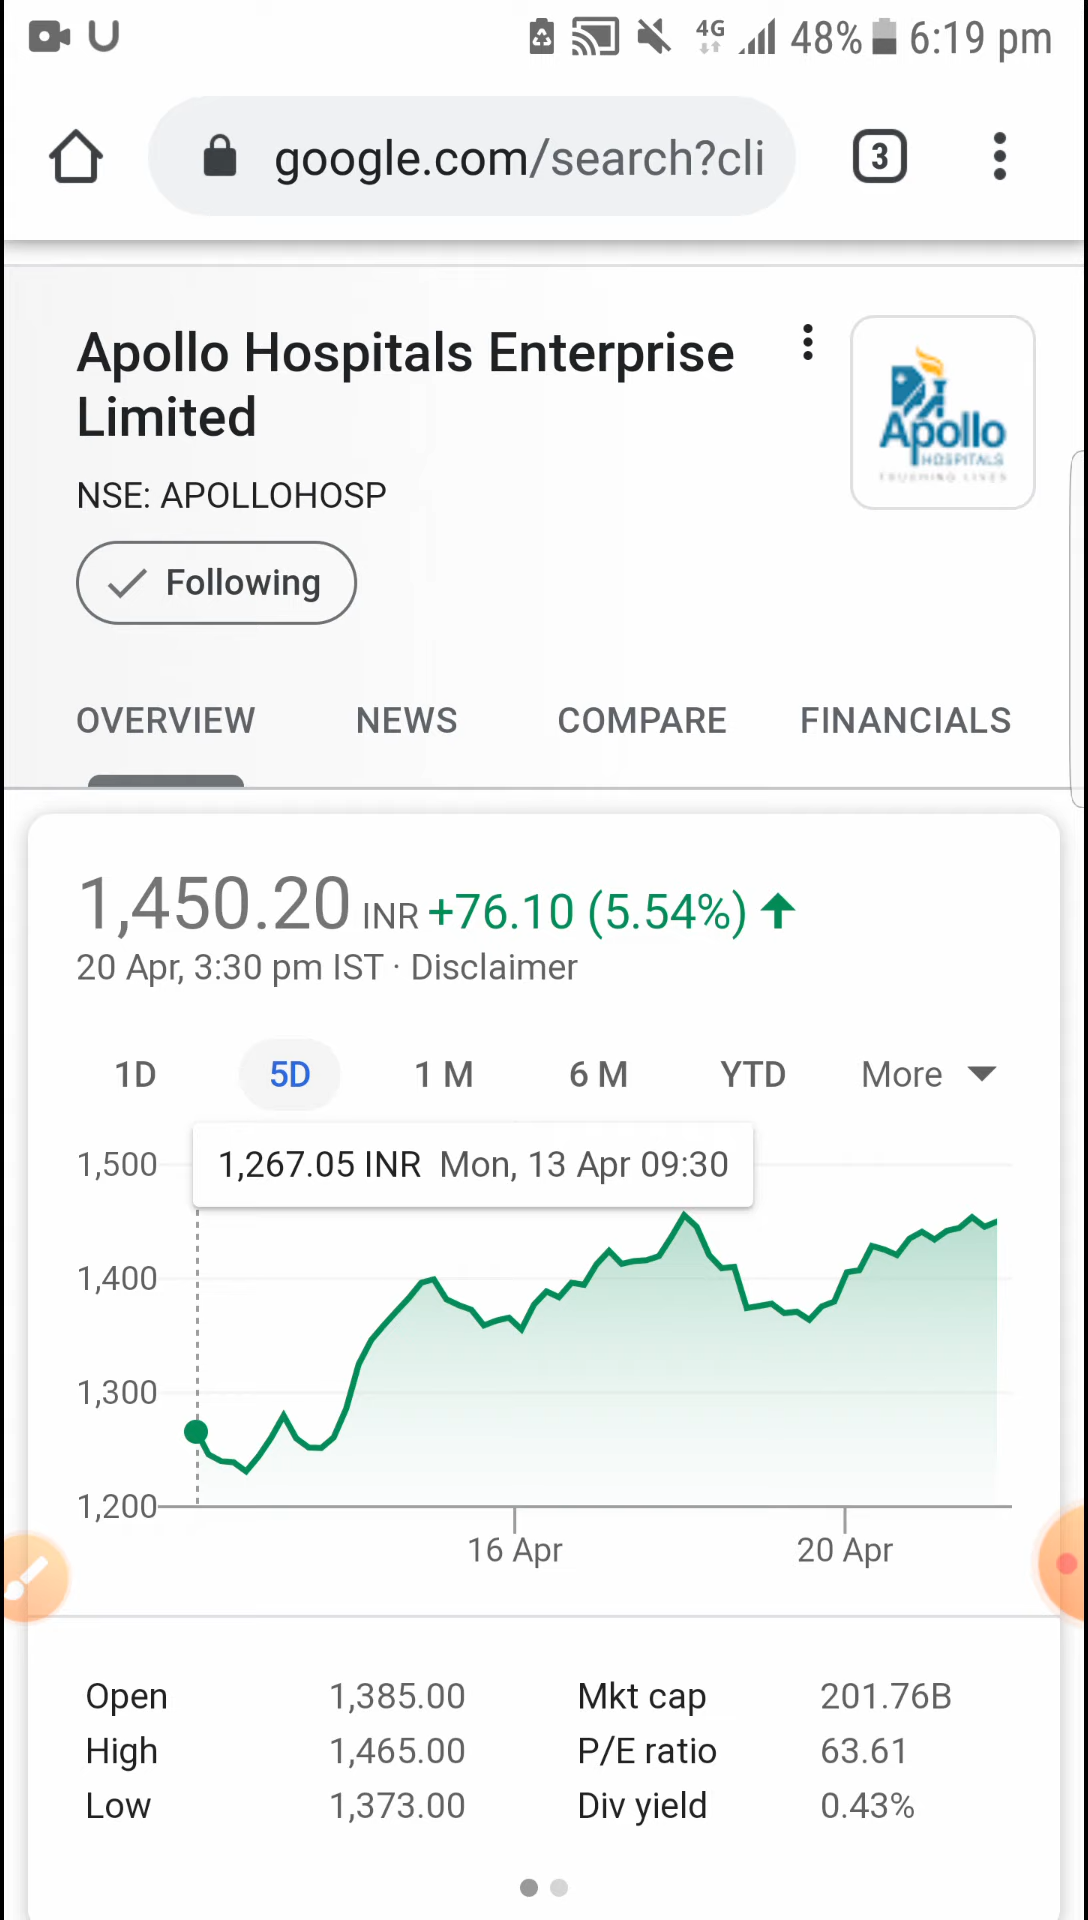 4G 48% 6:19 pm
google.com/search?cli 3
Apollo Hospitals Enterprise
Limited
Apollo
HOSPITALS
NSE: APOLLOHOSP
Following
OVERVIEW NEWS COMPARE FINANCIALS
1,450.20 INR +76.10 (5.54%)
20 Apr, 3:30 pm IST · Disclaimer
1D 5D 1 M 6 M YTD More
1,267.05 INR Mon, 13 Apr 09:30
1,500
1,400
1,300
1,200
16 Apr 20 Apr
Open 1,385.00 Mkt cap 201.76B
High 1,465.00 P/E ratio 63.61
Low 1,373.00 Div yield 0.43%